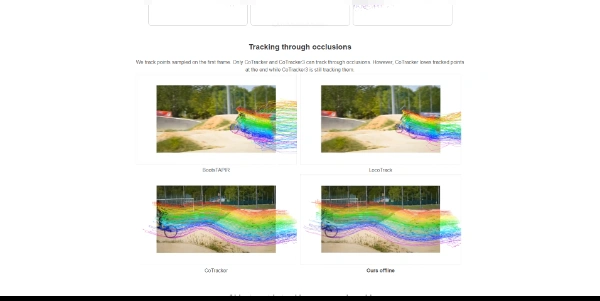 Tracking through occlusions
We track points sampled on the first frame. Only CoTracker and CoTracker3 can track through occlusions. However, CoTracker loses tracked points
at the end while CoTracker3 is still tracking them.
BootsTAPIR
LocoTrack
CoTracker
Ours offline